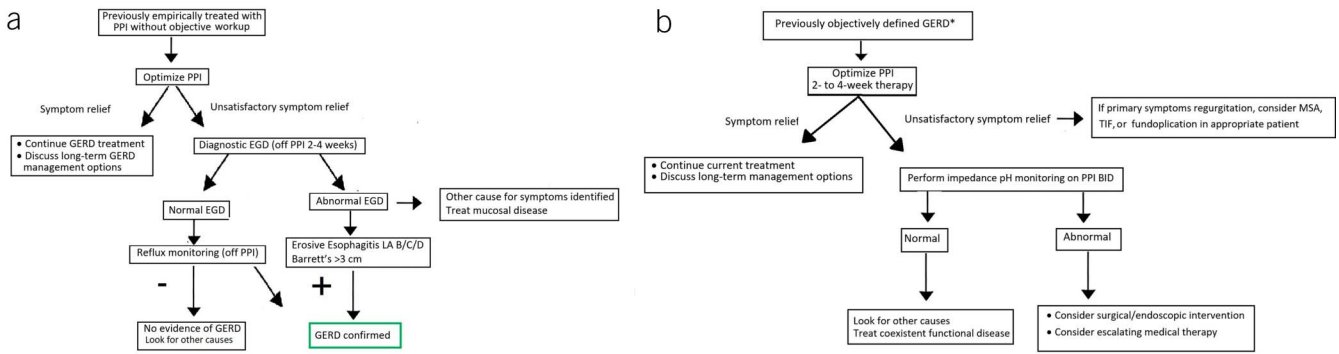 a
Previously empirically treated with
PPI without objective workup
Optimize PPI
Symptom relief
Unsatisfactory symptom relief
• Continue GERD treatment
• Discuss long-term GERD
management options
Diagnostic EGD (off PPI 2-4 weeks)
Normal EGD
Abnormal EGD
Other cause for symptoms identified
Treat mucosal disease
Reflux monitoring (off PPI)
Erosive Esophagitis LA B/C/D
Barrett's >3 cm
-
+
No evidence of GERD
Look for other causes
GERD confirmed
b
Previously objectively defined GERD*
Optimize PPI
2- to 4-week therapy
Symptom relief
Unsatisfactory symptom relief
If primary symptoms regurgitation, consider MSA,
TIF, or fundoplication in appropriate patient
• Continue current treatment
• Discuss long-term management options
Perform impedance pH monitoring on PPI BID
Normal
Abnormal
Look for other causes
Treat coexistent functional disease
• Consider surgical/endoscopic intervention
• Consider escalating medical therapy